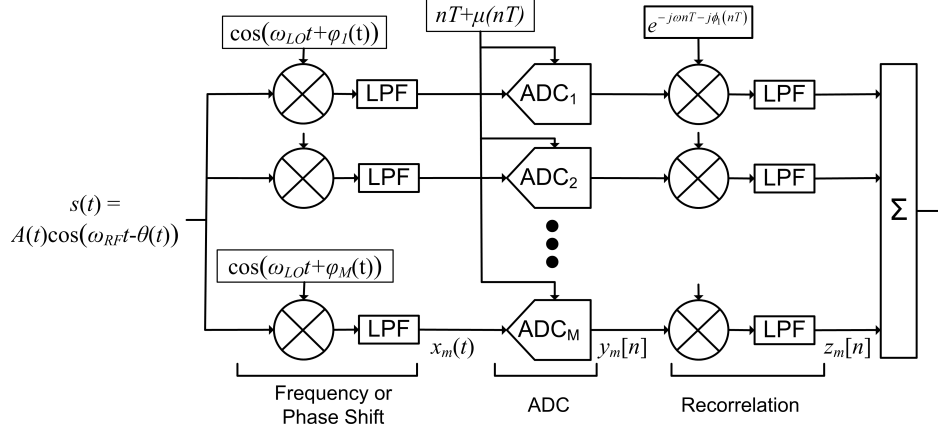 cos(ω_LO t+φ_1(t))
nT+μ(nT)
e^{-jωnT-jϕ_1(nT)}
LPF
ADC_1
LPF
LPF
ADC_2
LPF
s(t) =
A(t)cos(ω_RF t-θ(t))
Σ
cos(ω_LO t+φ_M(t))
LPF
ADC_M
LPF
x_m(t)
y_m[n]
z_m[n]
Frequency or
Phase Shift
ADC
Recorrelation